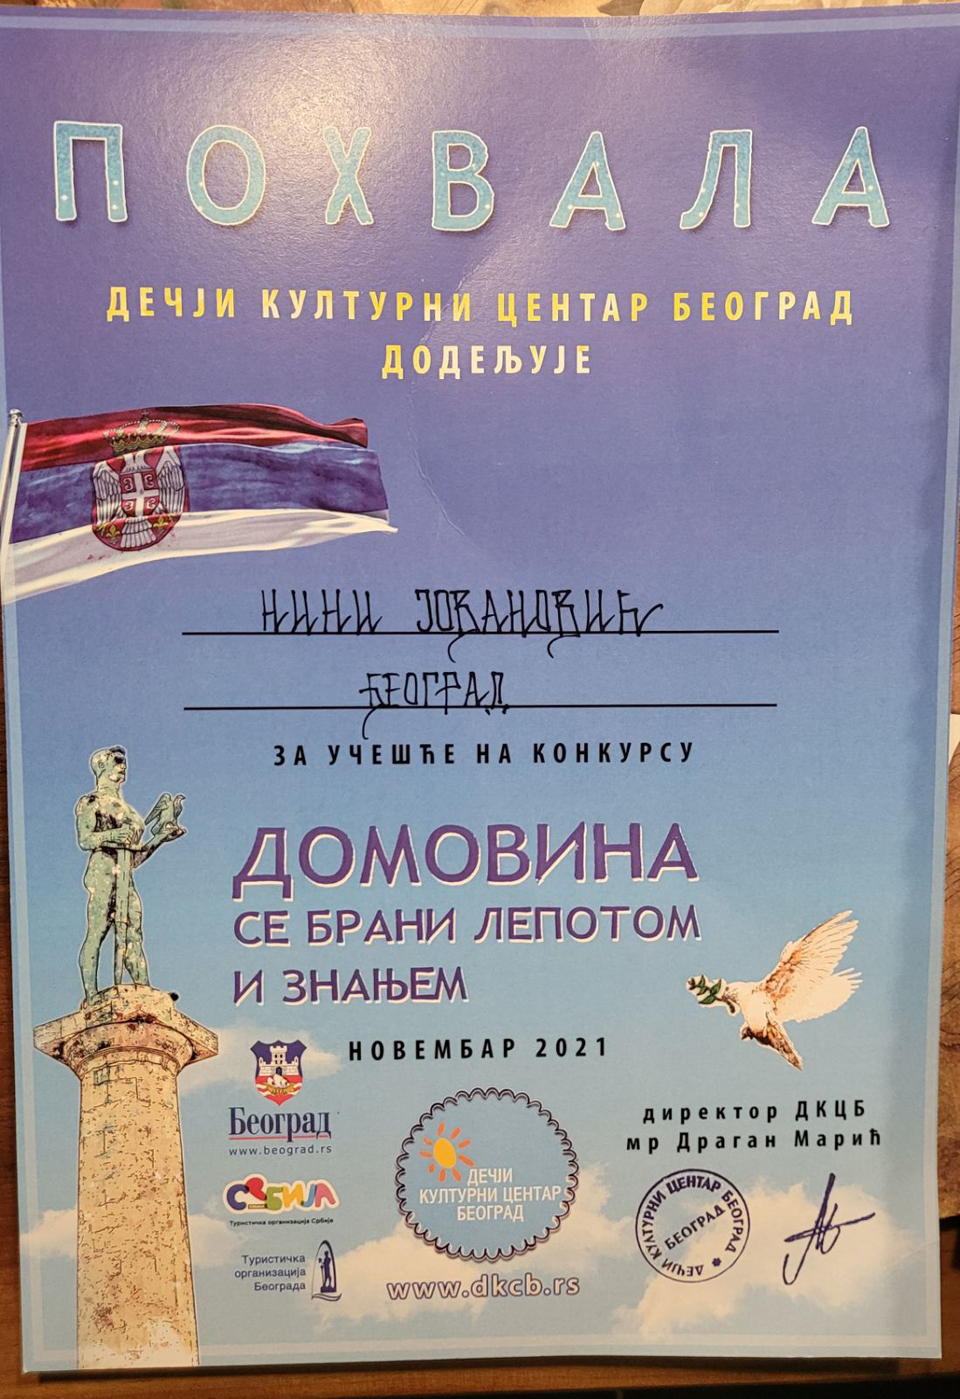 ПОХВАЛА
ДЕЧЈИ КУЛТУРНИ ЦЕНТАР БЕОГРАД
ДОДЕЉУЈЕ
ЊИНИ ЈОВАНОВИЋ
БЕОГРАД
ЗА УЧЕШЋЕ НА КОНКУРСУ
ДОМОВИНА
СЕ БРАНИ ЛЕПОТОМ
И ЗНАЊЕМ
НОВЕМБАР 2021
Београд
www.beograd.rs
СРБИЈА
Туристичка организација Србије
Туристичка
организација
Београда
ДЕЧЈИ
КУЛТУРНИ ЦЕНТАР
БЕОГРАД
www.dkcb.rs
директор ДКЦБ
мр Драган Марић
ДЕЧЈИ КУЛТУРНИ ЦЕНТАР БЕОГРАД
БЕОГРАД